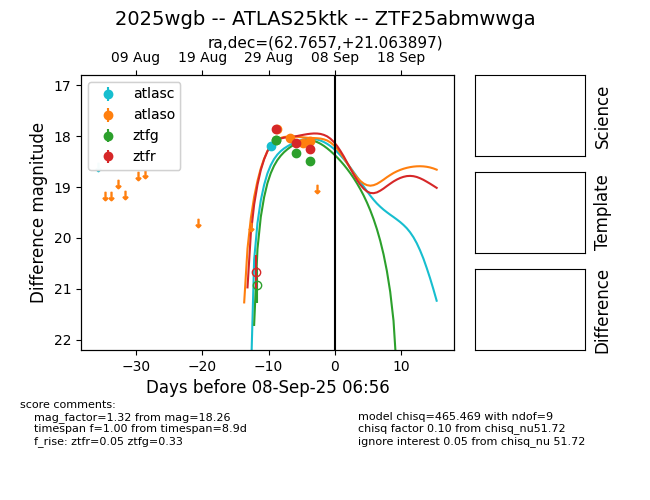 2025wgb -- ATLAS25ktk -- ZTF25abmwwga
ra,dec=(62.7657,+21.063897)
09 Aug 19 Aug 29 Aug 08 Sep 18 Sep
atlasc
atlaso
ztfg
ztfr
17
18
19
20
21
22
Difference magnitude
−30 −20 −10 0 10
Days before 08-Sep-25 06:56
Science
Template
Difference
score comments:
mag_factor=1.32 from mag=18.26
timespan f=1.00 from timespan=8.9d
f_rise: ztfr=0.05 ztfg=0.33
model chisq=465.469 with ndof=9
chisq factor 0.10 from chisq_nu51.72
ignore interest 0.05 from chisq_nu 51.72